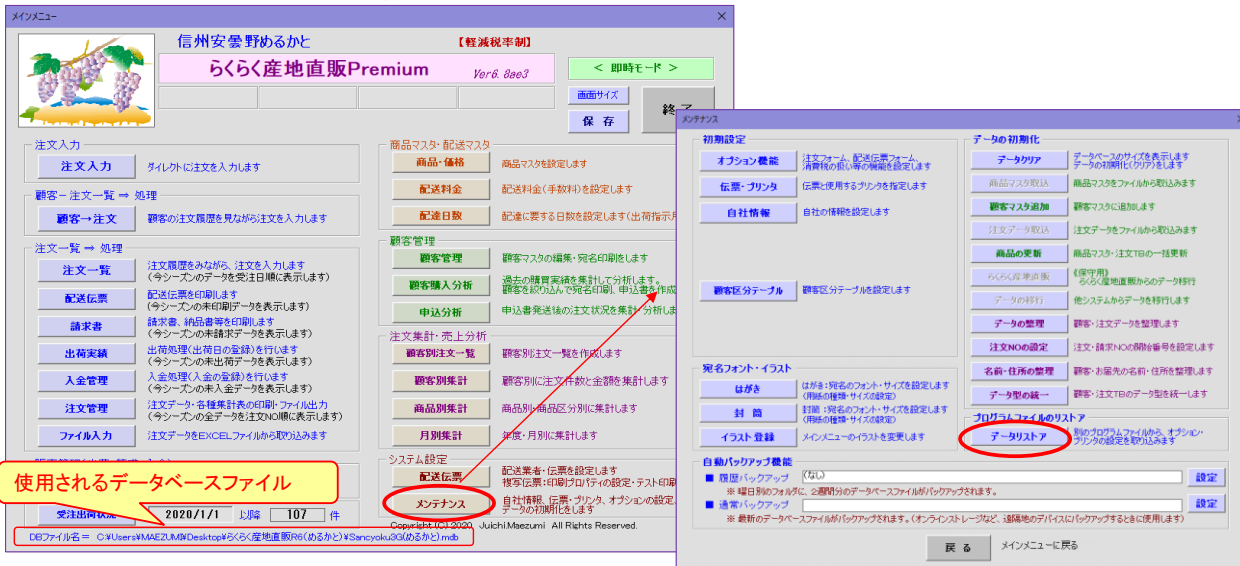 メインメニュー
信州安曇野めるかと
【軽減税率制】
らくらく産地直販Premium
Ver6.8ae3
< 即時モード >
画面サイズ
保 存
注文入力
注文入力
ダイレクトに注文を入力します
顧客－注文一覧 ⇒ 処理
顧客→注文
顧客の注文履歴を見ながら注文を入力します
注文一覧 ⇒ 処理
注文一覧
注文履歴をみながら、注文を入力します
(今シーズンのデータを受注日順に表示します)
配送伝票
配送伝票を印刷します
(今シーズンの未印刷データを表示します)
請求書
請求書、納品書等を印刷します
(今シーズンの未請求データを表示します)
出荷実績
出荷処理(出荷日の登録)を行います
(今シーズンの未出荷データを表示します)
入金管理
入金処理(入金の登録)を行います
(今シーズンの未入金データを表示します)
注文管理
注文データ・各種集計表の印刷・ファイル出力
(今シーズンの全データを注文NO順に表示します)
ファイル入力
注文データをEXCELファイルから取り込みます
使用されるデータベースファイル
受注出荷状況
2020/1/1 以降 107 件
DBファイル名 = C:¥Users¥MAEZUMI¥Desktop¥らくらく産地直販R6(めるかと)¥Sancyoku3G(めるかと).mdb
商品マスタ・配送マスタ
商品・価格
商品マスタを設定します
配送料金
配送料金(手数料)を設定します
配達日数
配達に要する日数を設定します(出荷指示
顧客管理
顧客管理
顧客マスタの編集・宛名印刷をします
顧客購入分析
過去の購買実績を集計して分析します。
顧客を絞り込んで宛名印刷、申込書を作成
申込分析
申込書発送後の注文状況を集計・分析しま
注文集計・売上分析
顧客別注文一覧
顧客別注文一覧を作成します
顧客別集計
顧客別に注文件数と金額を集計します
商品別集計
商品別・商品区分別に集計します
月別集計
年度・月別に集計します
システム設定
配送伝票
配送業者・伝票を設定します
複写伝票：印刷プロパティの設定・テスト印刷
メンテナンス
自社情報、伝票・プリンタ、オプションの設定、
データの初期化をします
Copyright (C) 2020 Juichi.Maezumi All Rights Reserved.
メンテナンス
初期設定
オプション機能
注文フォーム、配送伝票フォーム、
消費税の扱い等の機能を設定します
伝票・プリンタ
伝票と使用するプリンタを指定します
自社情報
自社の情報を設定します
顧客区分テーブル
顧客区分テーブルを設定します
宛名フォント・イラスト
はがき
はがき：宛名のフォント・サイズを設定します
(用紙の種類・サイズの設定)
封 筒
封筒：宛名のフォント・サイズを設定します
(用紙の種類・サイズの設定)
イラスト登録
メインメニューのイラストを変更します
データの初期化
データクリア
データベースのサイズを表示します
データの初期化(クリア)をします
商品マスタ取込
商品マスタをファイルから取込みます
顧客マスタ追加
顧客マスタに追加します
注文データ取込
注文データをファイルから取込みます
商品の更新
商品マスタ・注文TBの一括更新
らくらく産地直販
《保守用》
らくらく産地直販からのデータ移行
データの移行
他システムからデータを移行します
データの整理
顧客・注文データを整理します
注文NOの設定
注文・請求NOの開始番号を設定します
名前・住所の整理
顧客・お届先の名前・住所を整理します
データ型の統一
顧客・注文TBのデータ型を統一します
プログラムファイルのリストア
データリストア
別のプログラムファイルから、オプション・
プリンタの設定を取り込みます
自動バックアップ機能
■ 履歴バックアップ (なし) 設定
※ 曜日別のフォルダに、2週間分のデータベースファイルがバックアップされます。
■ 通常バックアップ 設定
※ 最新のデータベースファイルがバックアップされます。(オンラインストレージなど、遠隔地のデバイスにバックアップするときに使用します)
戻 る
メインメニューに戻る